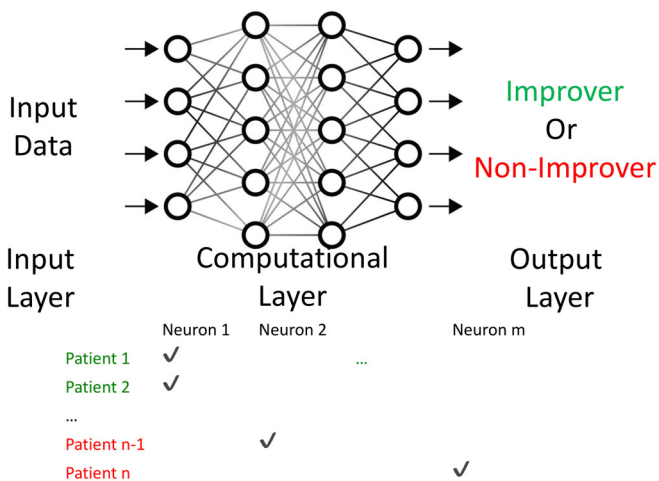 Input
Data
Improver
Or
Non-Improver
Input
Layer
Computational
Layer
Output
Layer
Neuron 1 Neuron 2 Neuron m
Patient 1 ✓ ...
Patient 2 ✓
...
Patient n-1 ✓
Patient n ✓